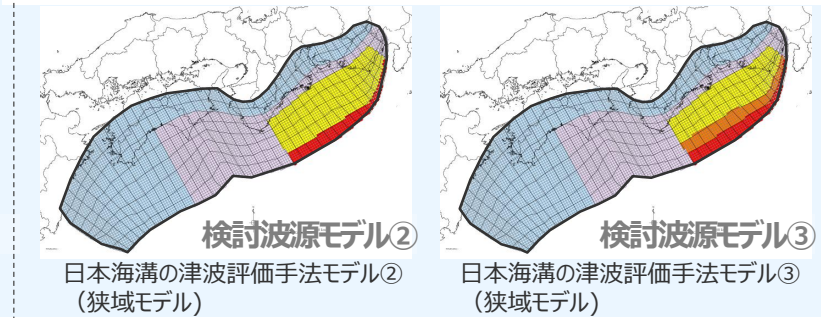 検討波源モデル②
日本海溝の津波評価手法モデル②
（狭域モデル)
検討波源モデル③
日本海溝の津波評価手法モデル③
（狭域モデル)